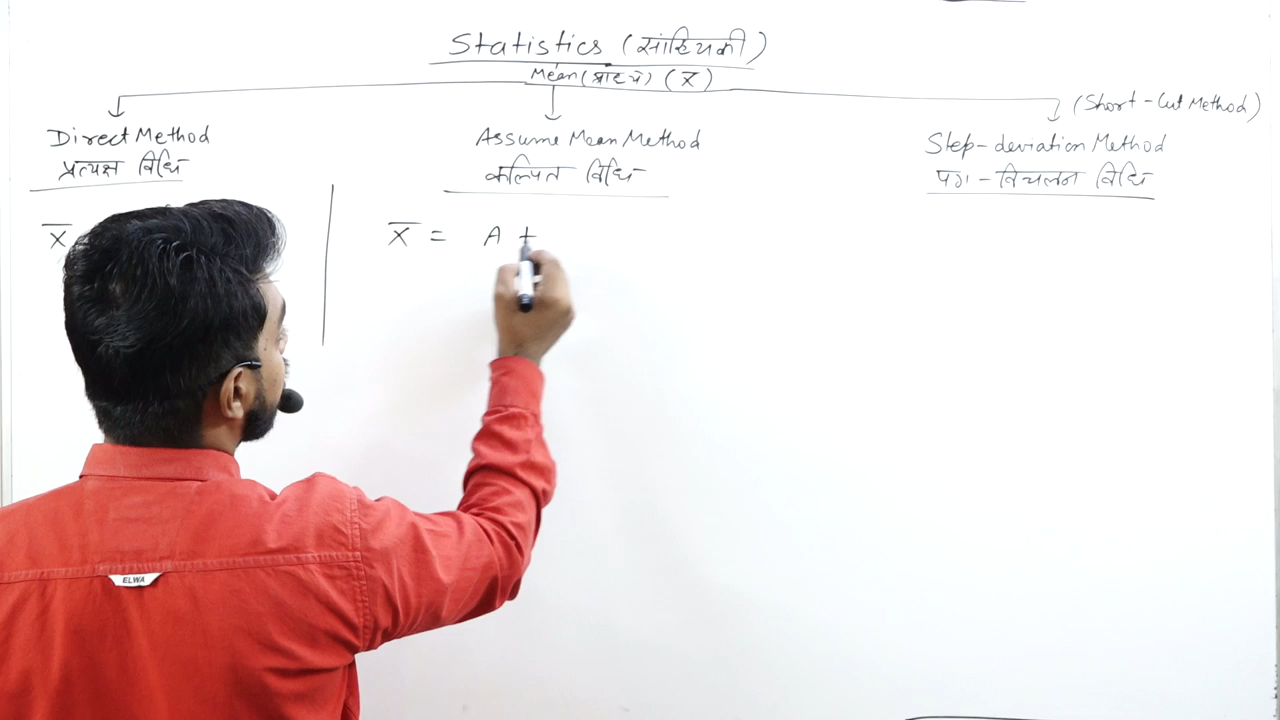 Statistics (सांख्यिकी)
Mean (माध्य) (x̄)
(Short-Cut Method)
Direct Method
प्रत्यक्ष विधि
Assume Mean Method
कल्पित विधि
Step-deviation Method
पग-विचलन विधि
X̄
X̄ = A +
ELWA